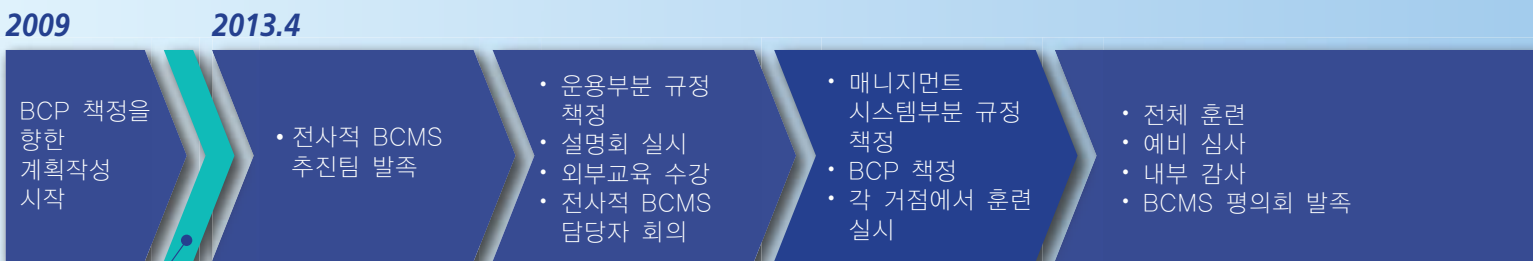 2009
2013.4
BCP 책정을
향한
계획작성
시작
• 전사적 BCMS
추진팀 발족
• 운용부분 규정
책정
• 설명회 실시
• 외부교육 수강
• 전사적 BCMS
담당자 회의
• 매니지먼트
시스템부분 규정
책정
• BCP 책정
• 각 거점에서 훈련
실시
• 전체 훈련
• 예비 심사
• 내부 감사
• BCMS 평의회 발족